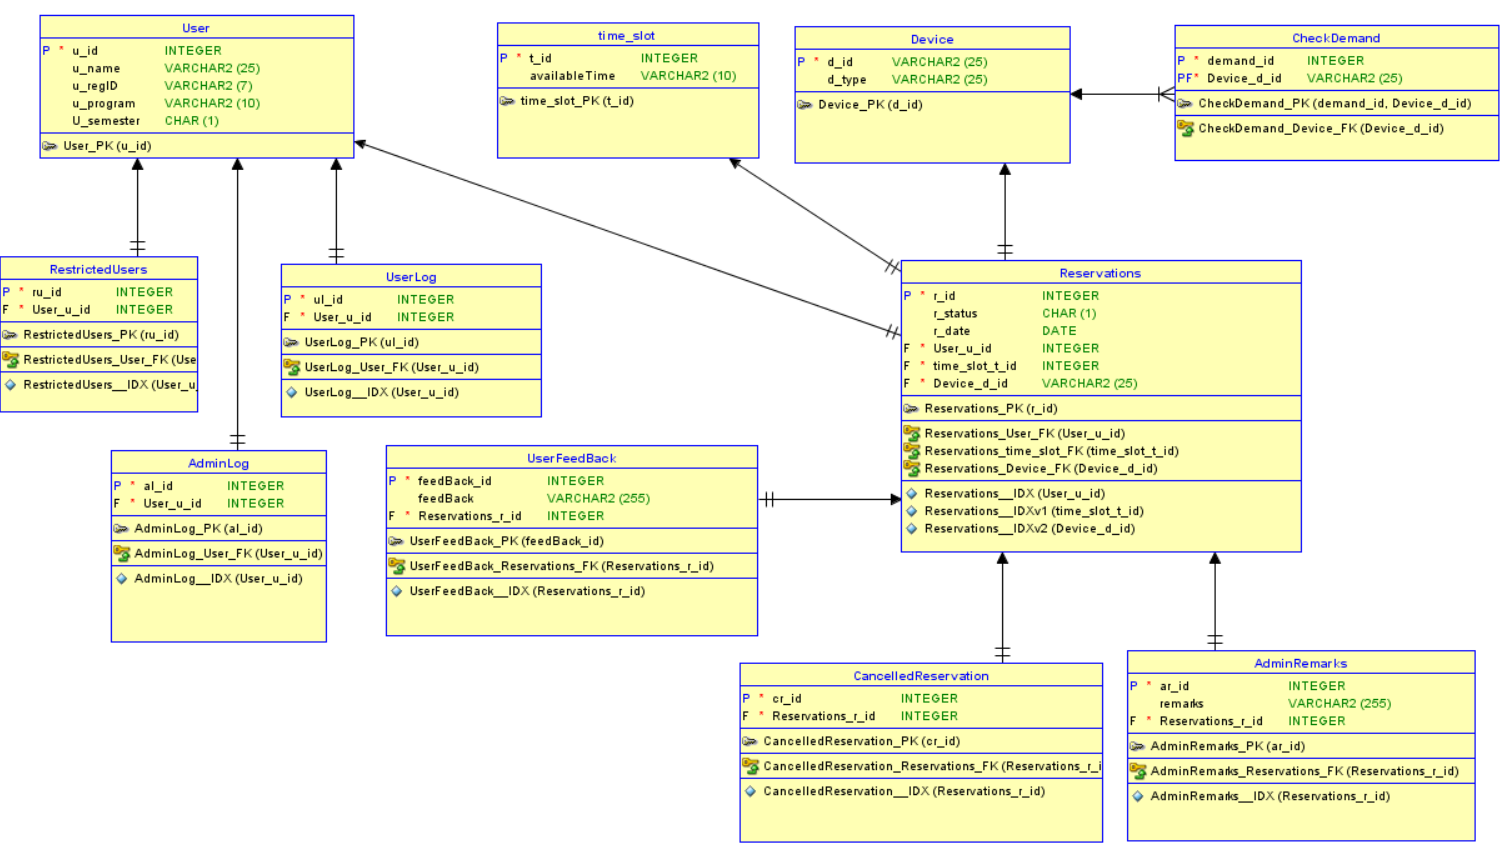 User
P * u_id INTEGER
u_name VARCHAR2 (25)
u_regID VARCHAR2 (7)
u_program VARCHAR2 (10)
U_semester CHAR (1)
User_PK (u_id)
time_slot
P * t_id INTEGER
availableTime VARCHAR2 (10)
time_slot_PK (t_id)
Device
P * d_id VARCHAR2 (25)
d_type VARCHAR2 (25)
Device_PK (d_id)
CheckDemand
P * demand_id INTEGER
PF* Device_d_id VARCHAR2 (25)
CheckDemand_PK (demand_id, Device_d_id)
CheckDemand_Device_FK (Device_d_id)
RestrictedUsers
P * ru_id INTEGER
F * User_u_id INTEGER
RestrictedUsers_PK (ru_id)
RestrictedUsers_User_FK (Use
RestrictedUsers__IDX (User_u_
UserLog
P * ul_id INTEGER
F * User_u_id INTEGER
UserLog_PK (ul_id)
UserLog_User_FK (User_u_id)
UserLog__IDX (User_u_id)
Reservations
P * r_id INTEGER
r_status CHAR (1)
r_date DATE
F * User_u_id INTEGER
F * time_slot_t_id INTEGER
F * Device_d_id VARCHAR2 (25)
Reservations_PK (r_id)
Reservations_User_FK (User_u_id)
Reservations_time_slot_FK (time_slot_t_id)
Reservations_Device_FK (Device_d_id)
Reservations__IDX (User_u_id)
Reservations__IDXv1 (time_slot_t_id)
Reservations__IDXv2 (Device_d_id)
AdminLog
P * al_id INTEGER
F * User_u_id INTEGER
AdminLog_PK (al_id)
AdminLog_User_FK (User_u_id)
AdminLog__IDX (User_u_id)
UserFeedBack
P * feedBack_id INTEGER
feedBack VARCHAR2 (255)
F * Reservations_r_id INTEGER
UserFeedBack_PK (feedBack_id)
UserFeedBack_Reservations_FK (Reservations_r_id)
UserFeedBack__IDX (Reservations_r_id)
CancelledReservation
P * cr_id INTEGER
F * Reservations_r_id INTEGER
CancelledReservation_PK (cr_id)
CancelledReservation_Reservations_FK (Reservations_r_i
CancelledReservation__IDX (Reservations_r_id)
AdminRemarks
P * ar_id INTEGER
remarks VARCHAR2 (255)
F * Reservations_r_id INTEGER
AdminRemarks_PK (ar_id)
AdminRemarks_Reservations_FK (Reservations_r_id)
AdminRemarks__IDX (Reservations_r_id)